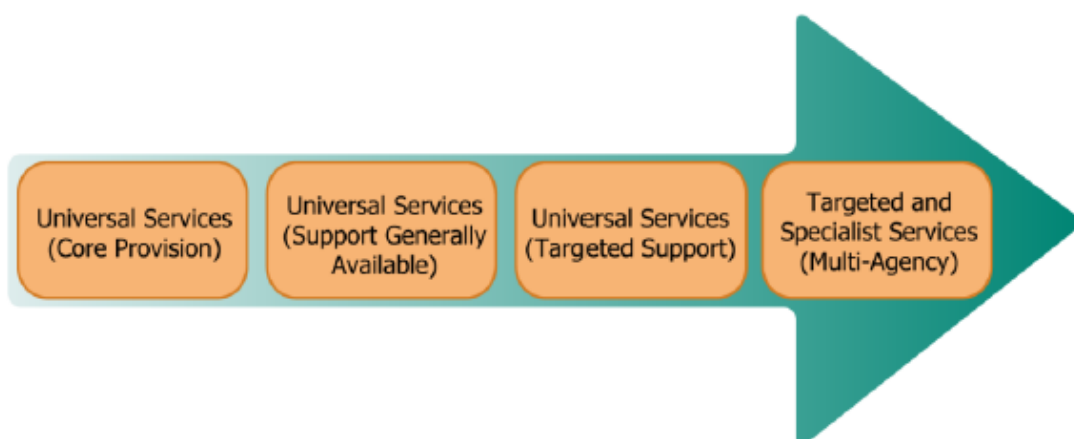 Universal Services
(Core Provision)
Universal Services
(Support Generally
Available)
Universal Services
(Targeted Support)
Targeted and
Specialist Services
(Multi-Agency)